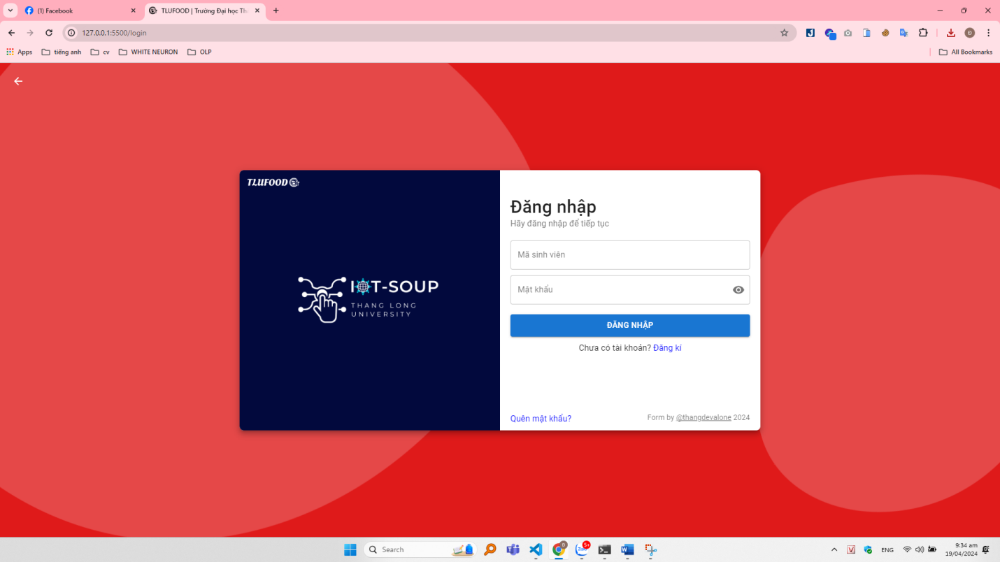 (1) Facebook
TLUFOOD | Trường Đại học Th
127.0.0.1:5500/login
Apps
tiếng anh
cv
WHITE NEURON
OLP
All Bookmarks
TLUFOOD
IOT-SOUP
THANG LONG
UNIVERSITY
Đăng nhập
Hãy đăng nhập để tiếp tục
Mã sinh viên
Mật khẩu
ĐĂNG NHẬP
Chưa có tài khoản? Đăng kí
Quên mật khẩu?
Form by @thangdevalone 2024
Search
0
5+
Zalo
ENG
9:34 am
19/04/2024